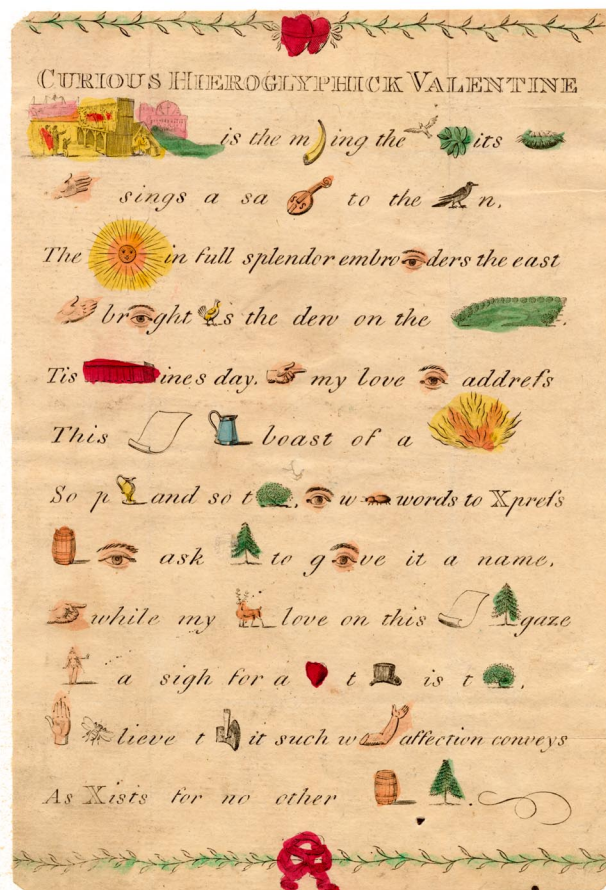 CURIOUS HIEROGLYPHICK VALENTINE
is the m ing the its
sings a sa to the n.
The in full splendor embro ders the east
br ght s the dew on the .
Tis ines day. my love addreſs
This boast of a
So p and so t , w words to Xpreſs
ask to g ve it a name,
while my love on this gaze
a sigh for a t is t ,
lieve t it such w affection conveys
As Xists for no other .